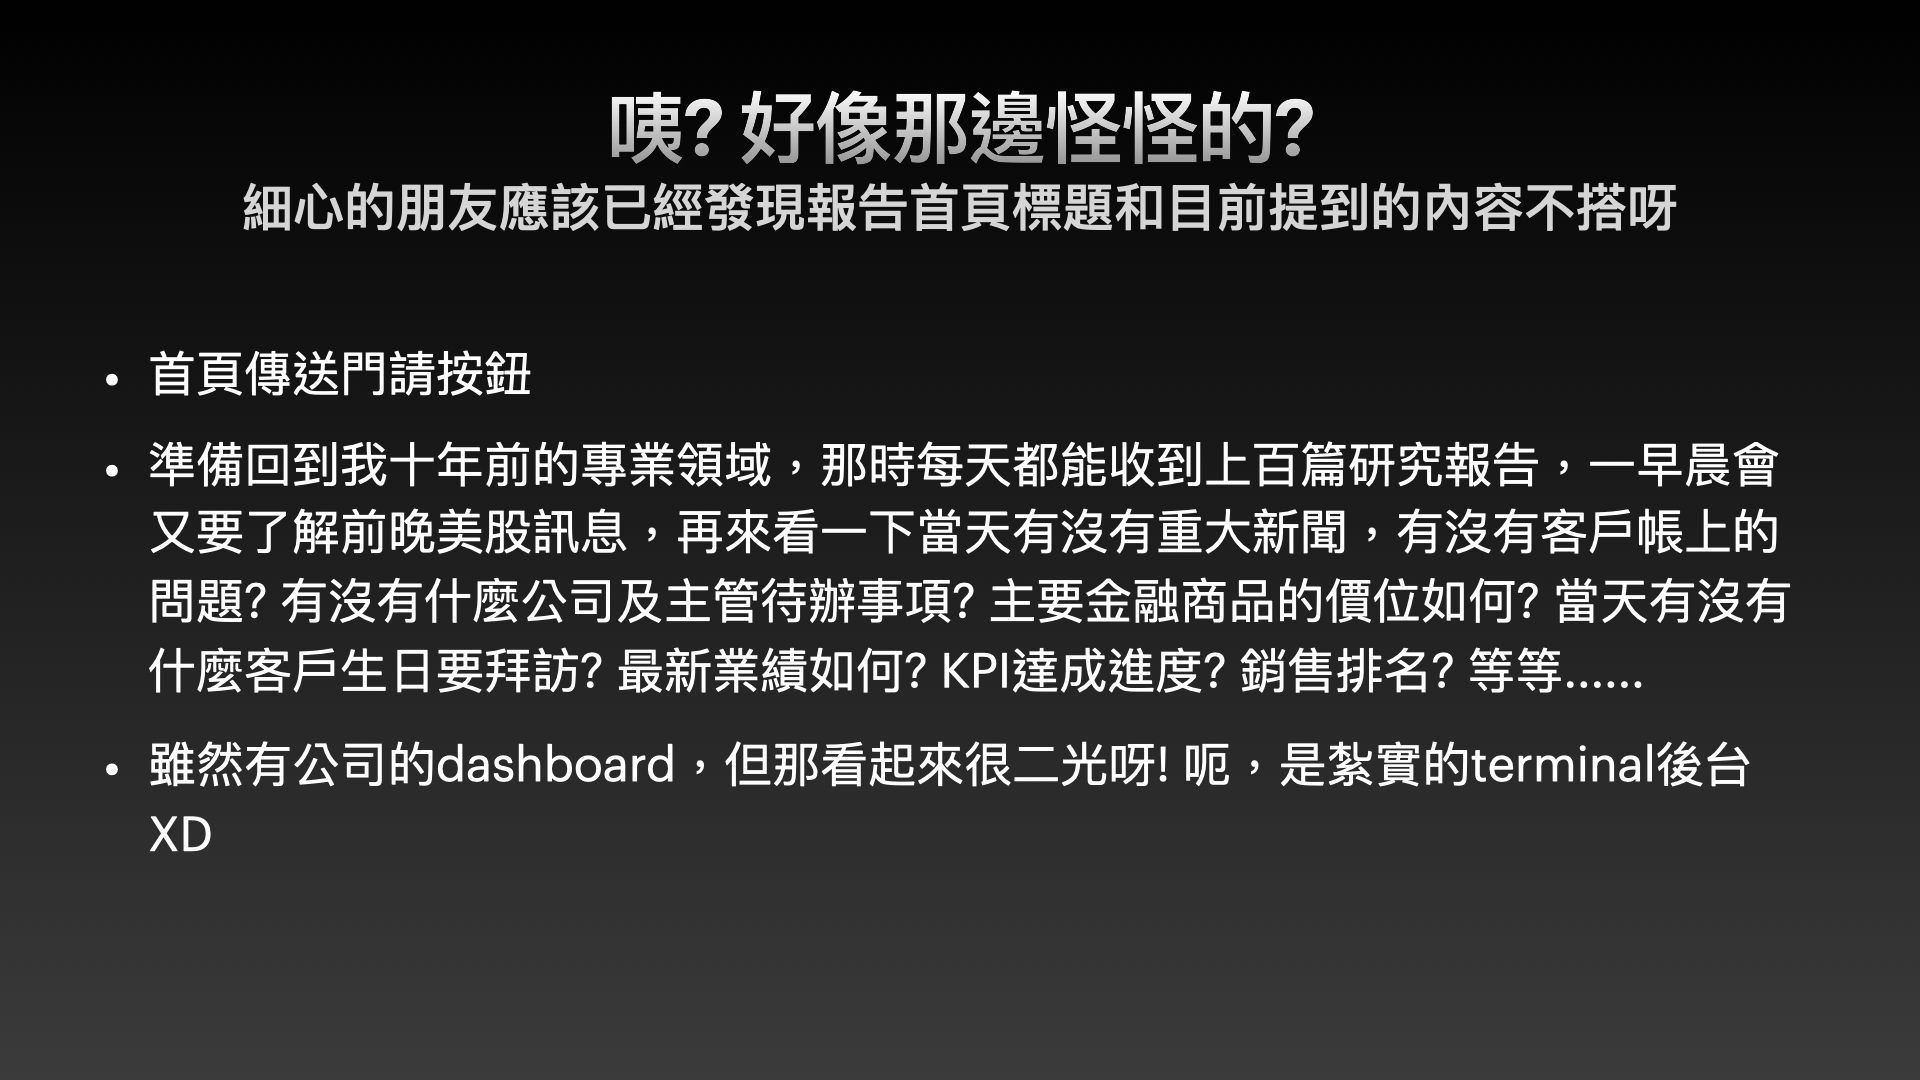 咦? 好像那邊怪怪的?
細心的朋友應該已經發現報告首頁標題和目前提到的內容不搭呀
• 首頁傳送門請按鈕
• 準備回到我十年前的專業領域，那時每天都能收到上百篇研究報告，一早晨會
又要了解前晚美股訊息，再來看一下當天有沒有重大新聞，有沒有客戶帳上的
問題? 有沒有什麼公司及主管待辦事項? 主要金融商品的價位如何? 當天有沒有
什麼客戶生日要拜訪? 最新業績如何? KPI達成進度? 銷售排名? 等等......
• 雖然有公司的dashboard，但那看起來很二光呀! 呃，是紮實的terminal後台
XD